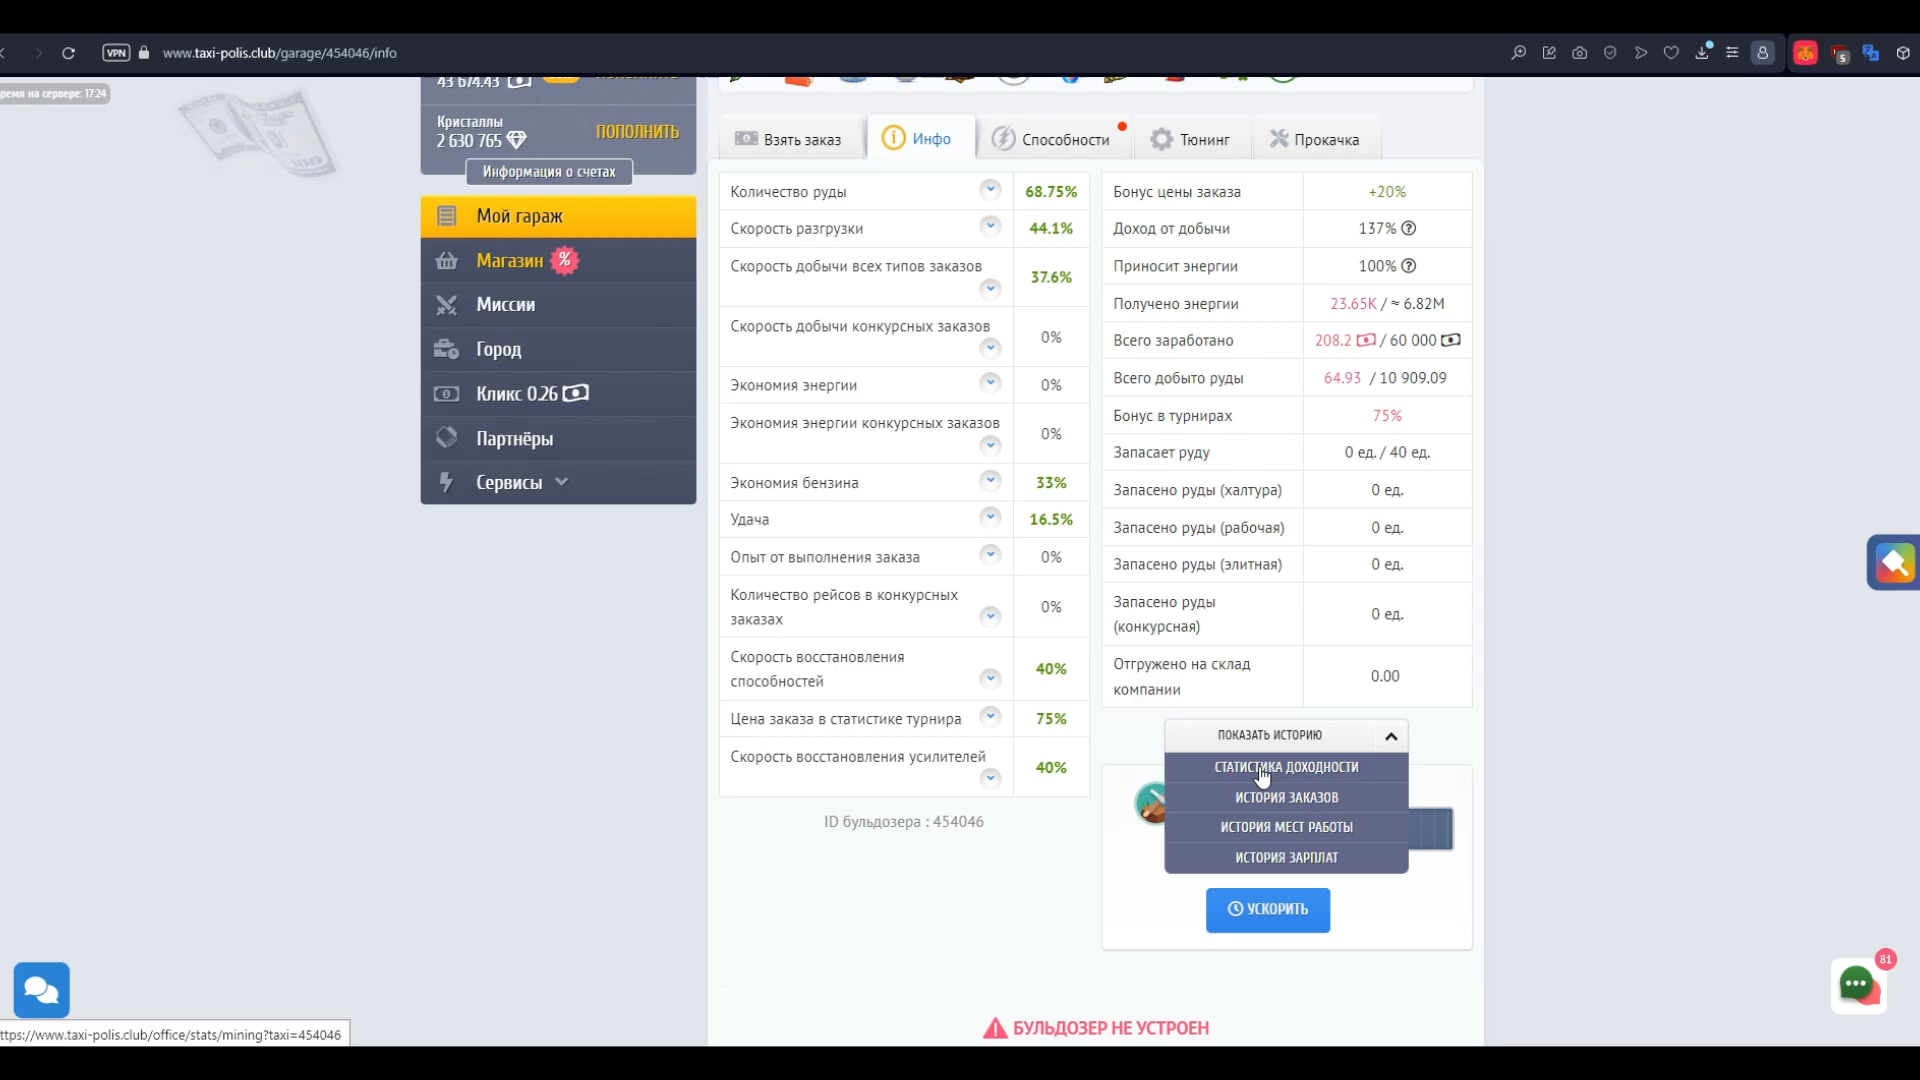 VPN
www.taxi-polis.club/garage/454046/info
5
ремя на сервере: 17:24
43 674.43
Кристаллы
2 630 765
ПОПОЛНИТЬ
Информация о счетах
Мой гараж
Магазин %
Миссии
Город
Кликс 0.26
Партнёры
Сервисы
Взять заказ
Инфо
Способности
Тюнинг
Прокачка
Количество руды 68.75%
Скорость разгрузки 44.1%
Скорость добычи всех типов заказов 37.6%
Скорость добычи конкурсных заказов 0%
Экономия энергии 0%
Экономия энергии конкурсных заказов 0%
Экономия бензина 33%
Удача 16.5%
Опыт от выполнения заказа 0%
Количество рейсов в конкурсных
заказах 0%
Скорость восстановления
способностей 40%
Цена заказа в статистике турнира 75%
Скорость восстановления усилителей 40%
ID бульдозера : 454046
Бонус цены заказа +20%
Доход от добычи 137%
Приносит энергии 100%
Получено энергии 23.65K / ≈ 6.82M
Всего заработано 208.2 / 60 000
Всего добыто руды 64.93 / 10 909.09
Бонус в турнирах 75%
Запасает руду 0 ед. / 40 ед.
Запасено руды (халтура) 0 ед.
Запасено руды (рабочая) 0 ед.
Запасено руды (элитная) 0 ед.
Запасено руды
(конкурсная) 0 ед.
Отгружено на склад
компании 0.00
ПОКАЗАТЬ ИСТОРИЮ
СТАТИСТИКА ДОХОДНОСТИ
ИСТОРИЯ ЗАКАЗОВ
ИСТОРИЯ МЕСТ РАБОТЫ
ИСТОРИЯ ЗАРПЛАТ
УСКОРИТЬ
БУЛЬДОЗЕР НЕ УСТРОЕН
81
ttps://www.taxi-polis.club/office/stats/mining?taxi=454046